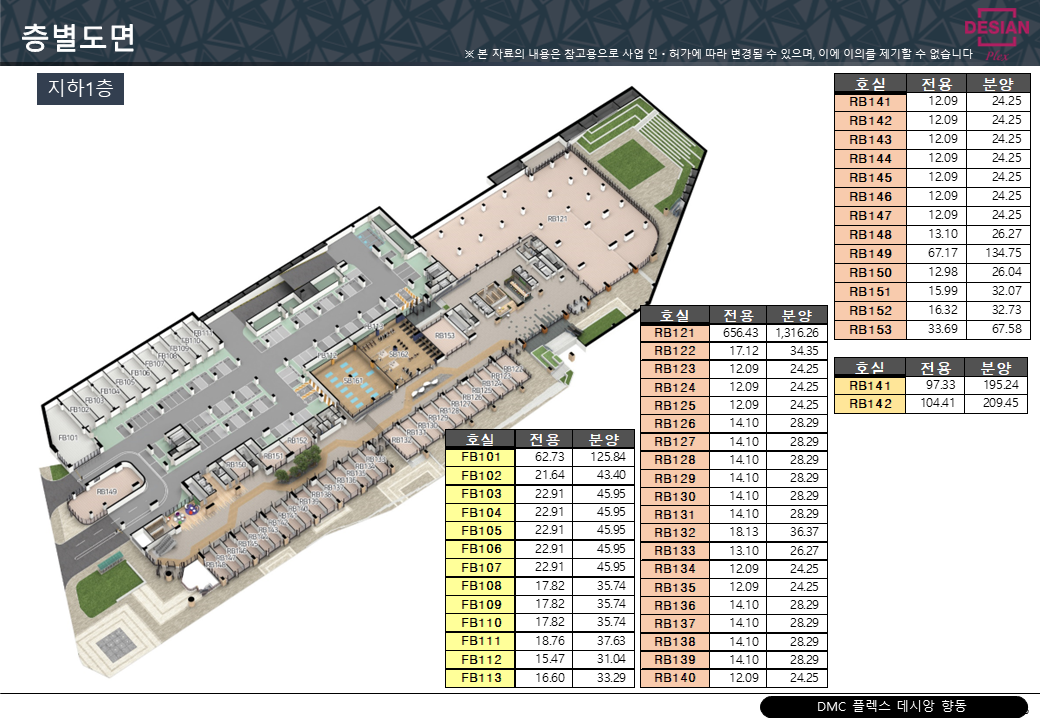 층별도면
※ 본 자료의 내용은 참고용으로 사업 인・허가에 따라 변경될 수 있으며, 이에 이의를 제기할 수 없습니다
DESIAN
Flex
지하1층
호실 전용 분양
RB141 12.09 24.25
RB142 12.09 24.25
RB143 12.09 24.25
RB144 12.09 24.25
RB145 12.09 24.25
RB146 12.09 24.25
RB147 12.09 24.25
RB148 13.10 26.27
RB149 67.17 134.75
RB150 12.98 26.04
RB151 15.99 32.07
RB152 16.32 32.73
RB153 33.69 67.58
호실 전용 분양
RB141 97.33 195.24
RB142 104.41 209.45
호실 전용 분양
RB121 656.43 1,316.26
RB122 17.12 34.35
RB123 12.09 24.25
RB124 12.09 24.25
RB125 12.09 24.25
RB126 14.10 28.29
RB127 14.10 28.29
RB128 14.10 28.29
RB129 14.10 28.29
RB130 14.10 28.29
RB131 14.10 28.29
RB132 18.13 36.37
RB133 13.10 26.27
RB134 12.09 24.25
RB135 12.09 24.25
RB136 14.10 28.29
RB137 14.10 28.29
RB138 14.10 28.29
RB139 14.10 28.29
RB140 12.09 24.25
호실 전용 분양
FB101 62.73 125.84
FB102 21.64 43.40
FB103 22.91 45.95
FB104 22.91 45.95
FB105 22.91 45.95
FB106 22.91 45.95
FB107 22.91 45.95
FB108 17.82 35.74
FB109 17.82 35.74
FB110 17.82 35.74
FB111 18.76 37.63
FB112 15.47 31.04
FB113 16.60 33.29
RB121
RB153
FB111
FB110
FB109
FB108
FB107
FB106
FB105
FB104
FB103
FB102
FB101
FB113
FB112
SB162
SB161
RB122
RB123
RB124
RB125
RB126
RB127
RB128
RB129
RB130
RB132
RB152
RB151
RB150
RB149
DMC 플렉스 데시앙 향동